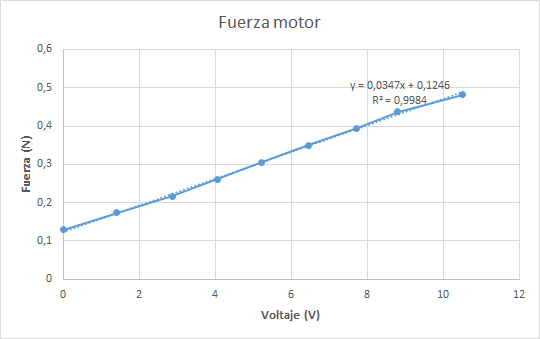 Fuerza motor
0,6
0,5
0,4
0,3
0,2
0,1
0
Fuerza (N)
y = 0,0347x + 0,1246
R² = 0,9984
0 2 4 6 8 10 12
Voltaje (V)